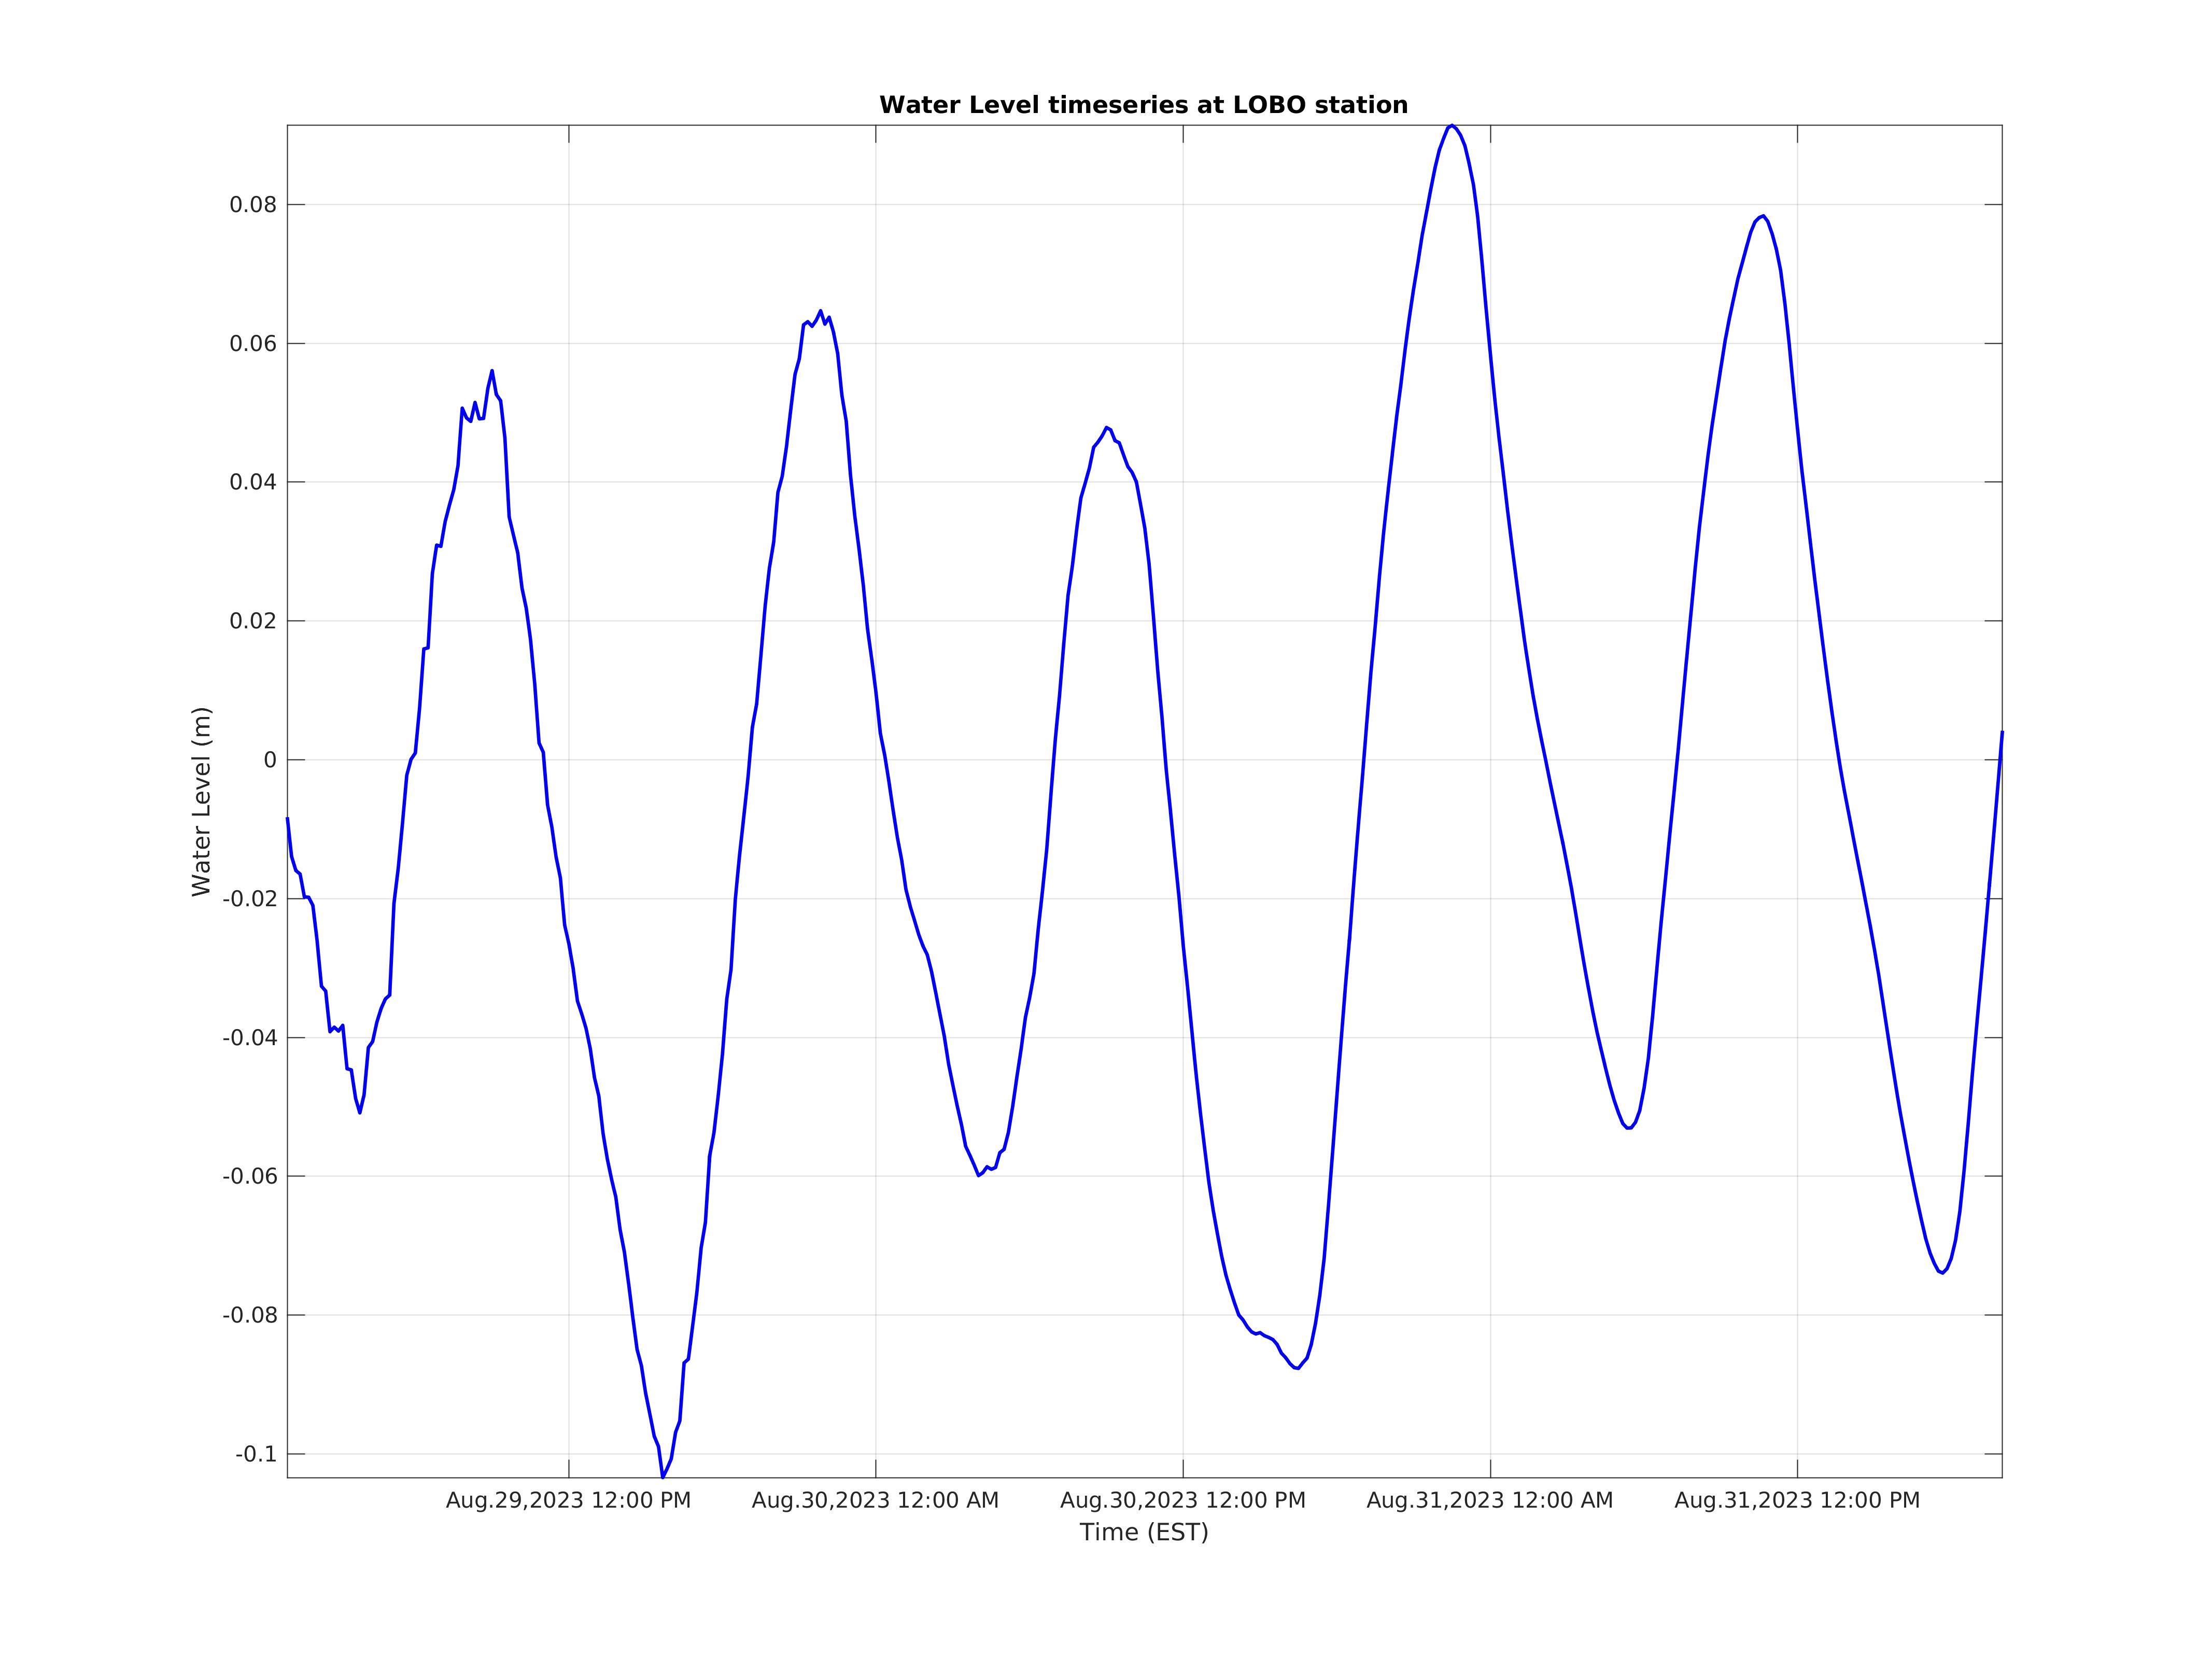 Water Level timeseries at LOBO station
0.08
0.06
0.04
0.02
0
-0.02
-0.04
-0.06
-0.08
-0.1
Water Level (m)
Aug.29,2023 12:00 PM
Aug.30,2023 12:00 AM
Aug.30,2023 12:00 PM
Aug.31,2023 12:00 AM
Aug.31,2023 12:00 PM
Time (EST)